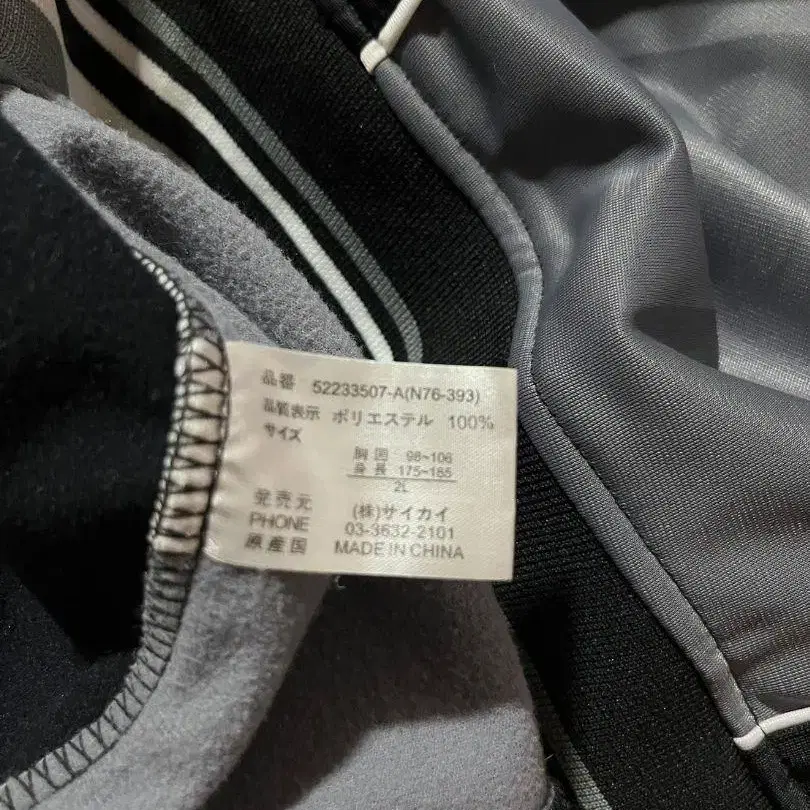 品番 52233507-A(N76-393)
品質表示 ポリエステル 100%
サイズ
胸囲 98~106
身長 175~185
2L
発売元 (株)サイカイ
PHONE 03-3632-2101
原産国 MADE IN CHINA